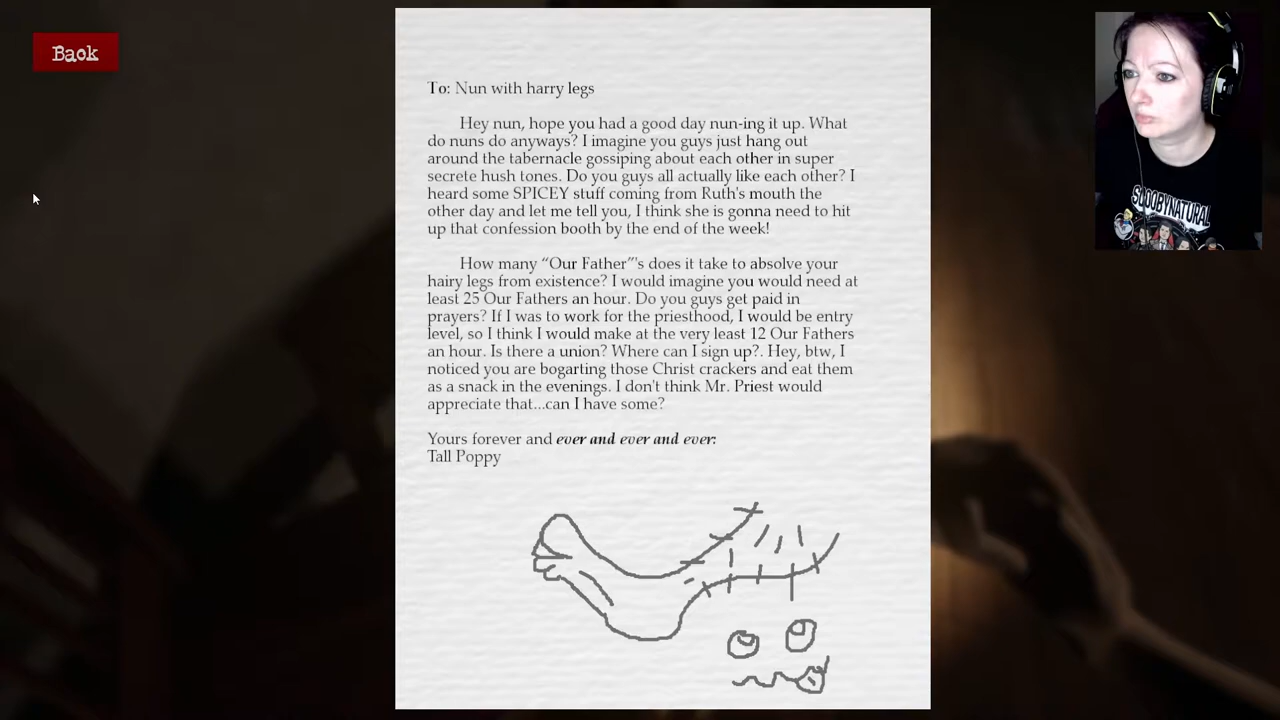 Back
To: Nun with harry legs
Hey nun, hope you had a good day nun-ing it up. What
do nuns do anyways? I imagine you guys just hang out
around the tabernacle gossiping about each other in super
secrete hush tones. Do you guys all actually like each other? I
heard some SPICEY stuff coming from Ruth's mouth the
other day and let me tell you, I think she is gonna need to hit
up that confession booth by the end of the week!
How many “Our Father”'s does it take to absolve your
hairy legs from existence? I would imagine you would need at
least 25 Our Fathers an hour. Do you guys get paid in
prayers? If I was to work for the priesthood, I would be entry
level, so I think I would make at the very least 12 Our Fathers
an hour. Is there a union? Where can I sign up?. Hey, btw, I
noticed you are bogarting those Christ crackers and eat them
as a snack in the evenings. I don't think Mr. Priest would
appreciate that...can I have some?
Yours forever and ever and ever and ever:
Tall Poppy
SCOOBYNATURAL